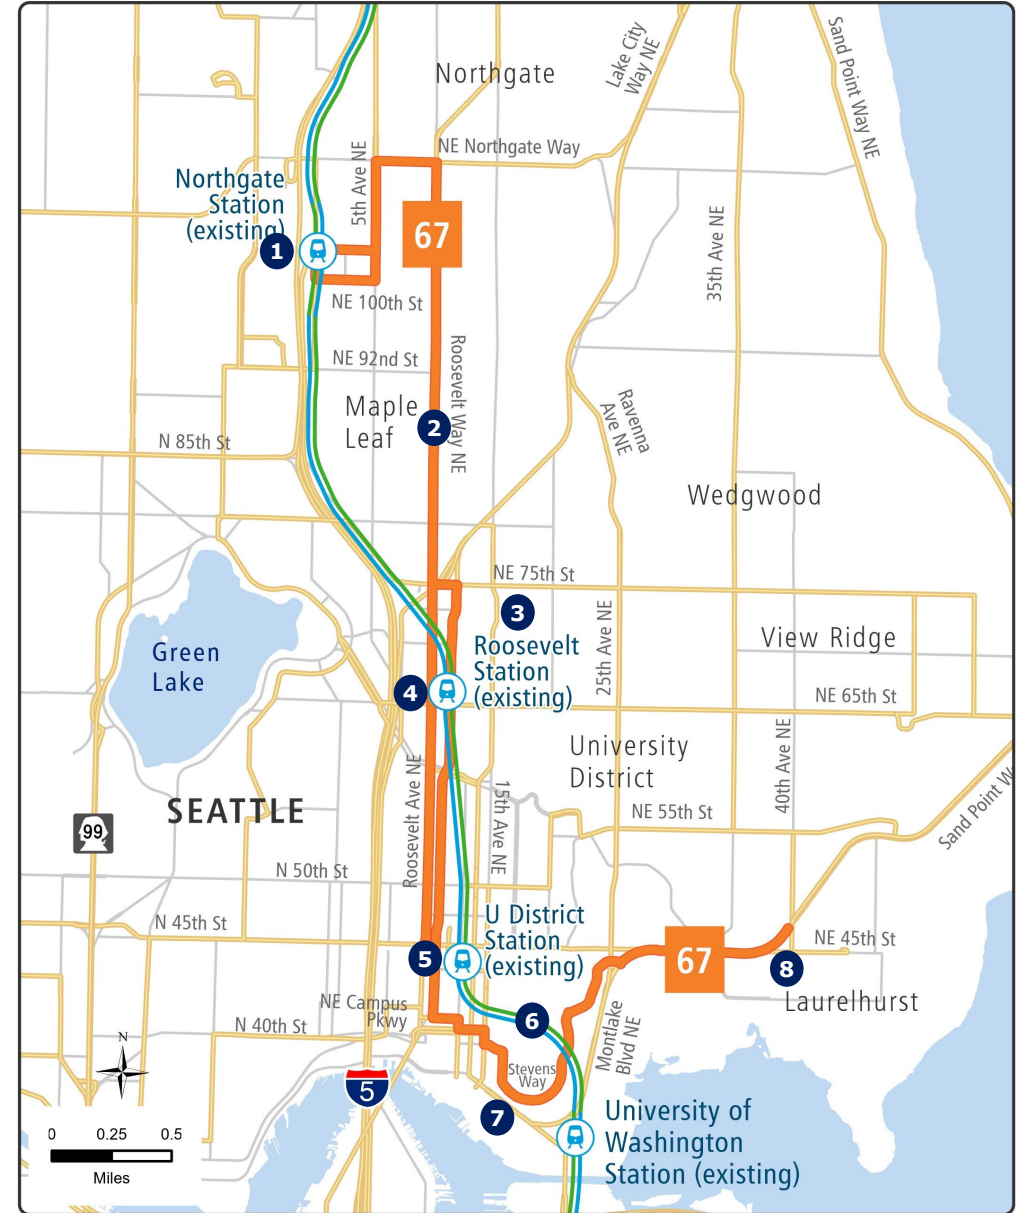 Northgate
Lake City
Way NE
Sand Point Way NE
NE Northgate Way
5th Ave NE
Northgate
Station
(existing)
1
67
35th Ave NE
NE 100th St
NE 92nd St
Roosevelt Way NE
Maple
Leaf
2
Ravenna
Ave NE
N 85th St
Wedgwood
NE 75th St
3
25th Ave NE
Roosevelt
Station
(existing)
4
View Ridge
Green
Lake
NE 65th St
University
District
40th Ave NE
Roosevelt Ave NE
15th Ave NE
SEATTLE
NE 55th St
Sand Point W
99
N 50th St
U District
Station
(existing)
N 45th St
5
67
NE 45th St
8
Laurelhurst
NE Campus
Pkwy
6
N 40th St
Montlake
Blvd NE
N
Stevens
Way
5
7
University of
Washington
Station (existing)
0 0.25 0.5
Miles